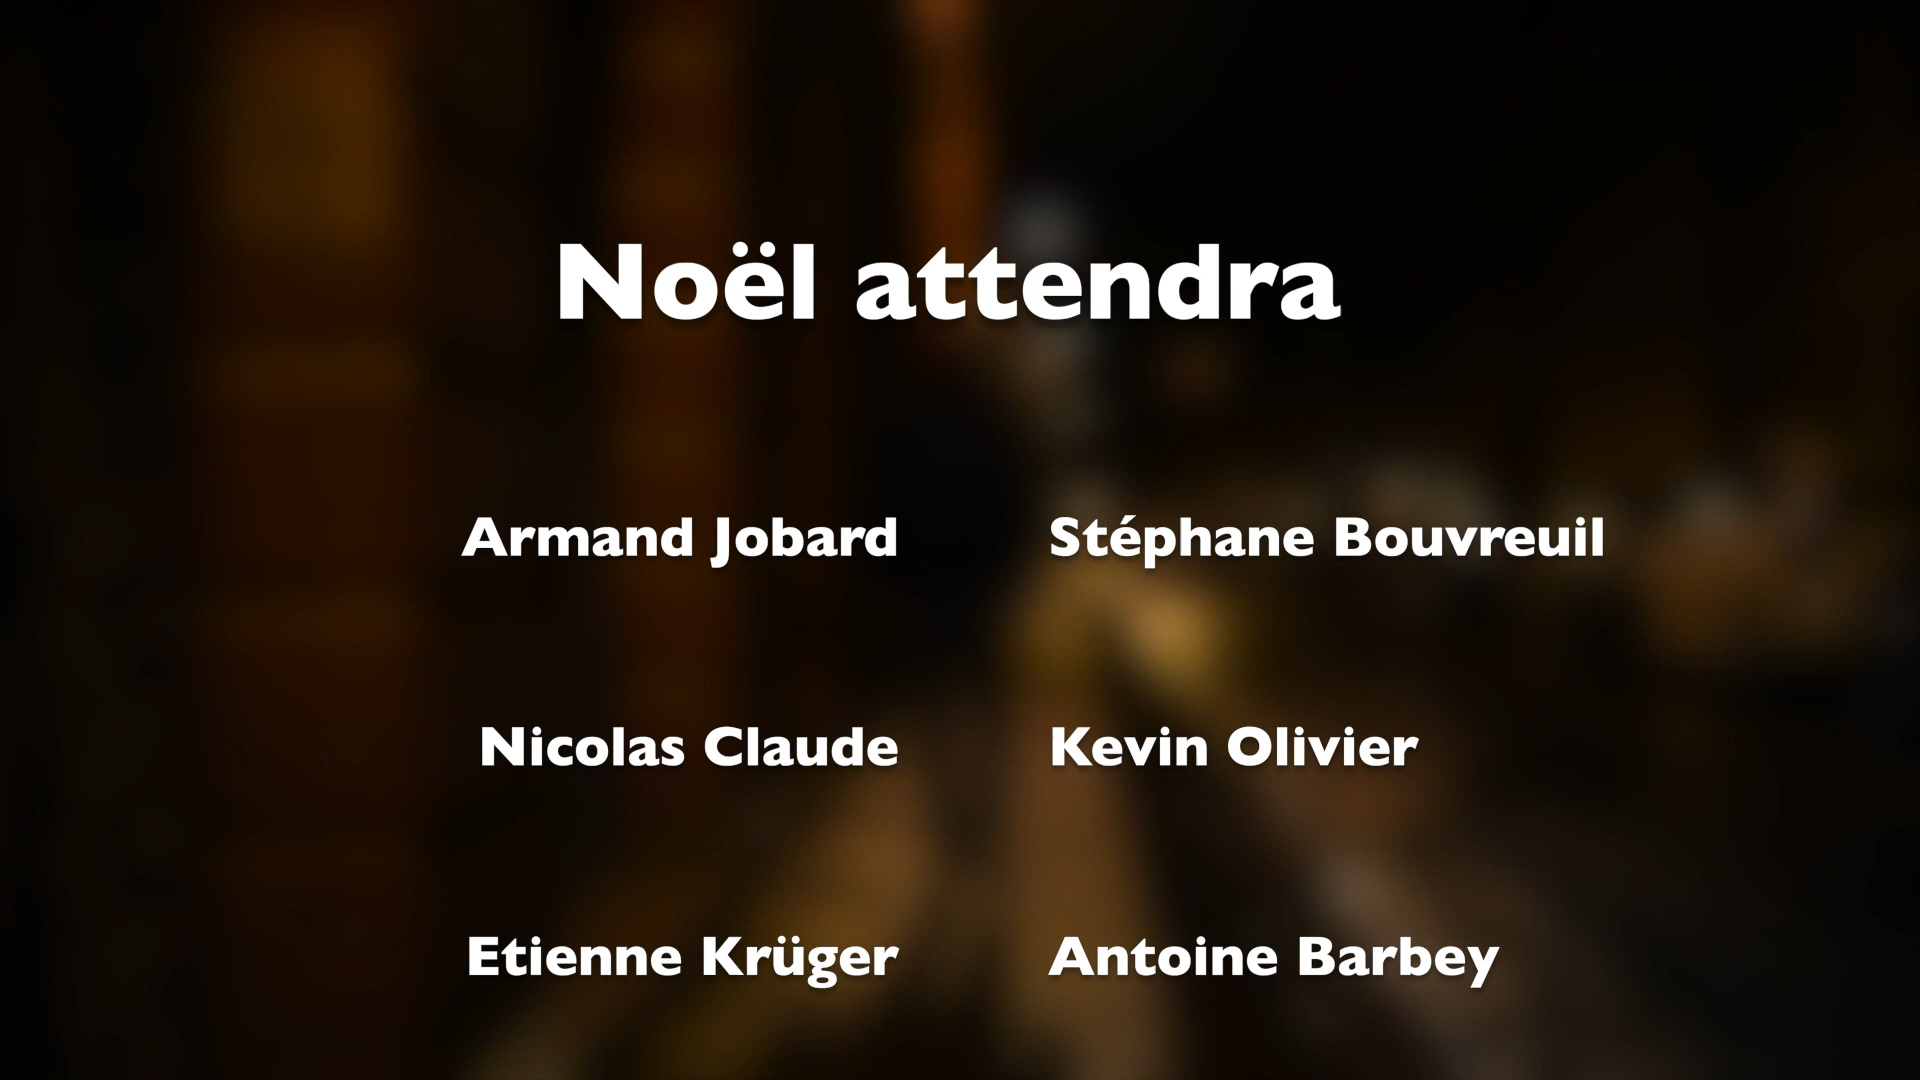 Noël attendra
Armand Jobard Stéphane Bouvreuil
Nicolas Claude Kevin Olivier
Etienne Krüger Antoine Barbey